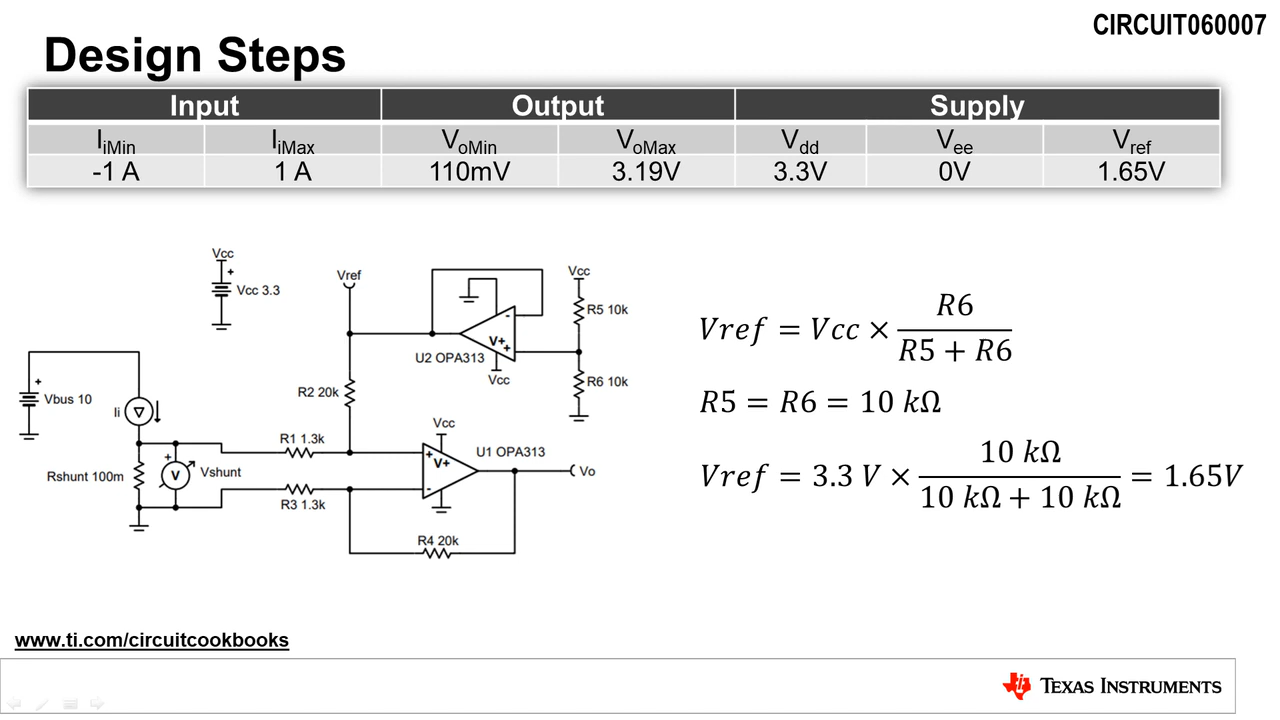 CIRCUIT060007
Design Steps
Input Output Supply
IiMin IiMax VoMin VoMax Vdd Vee Vref
-1 A 1 A 110mV 3.19V 3.3V 0V 1.65V
Vcc
+
Vcc 3.3
Vref
Vcc
R5 10k
-
V+
+
U2 OPA313
Vcc
R6 10k
R2 20k
+
Vbus 10
Ii
Vcc
R1 1.3k
U1 OPA313
+
V+
-
Vo
Rshunt 100m
+
V
Vshunt
R3 1.3k
R4 20k
Vref = Vcc × R6
R5 + R6
R5 = R6 = 10 kΩ
Vref = 3.3 V × 10 kΩ
10 kΩ + 10 kΩ = 1.65V
www.ti.com/circuitcookbooks
TEXAS INSTRUMENTS